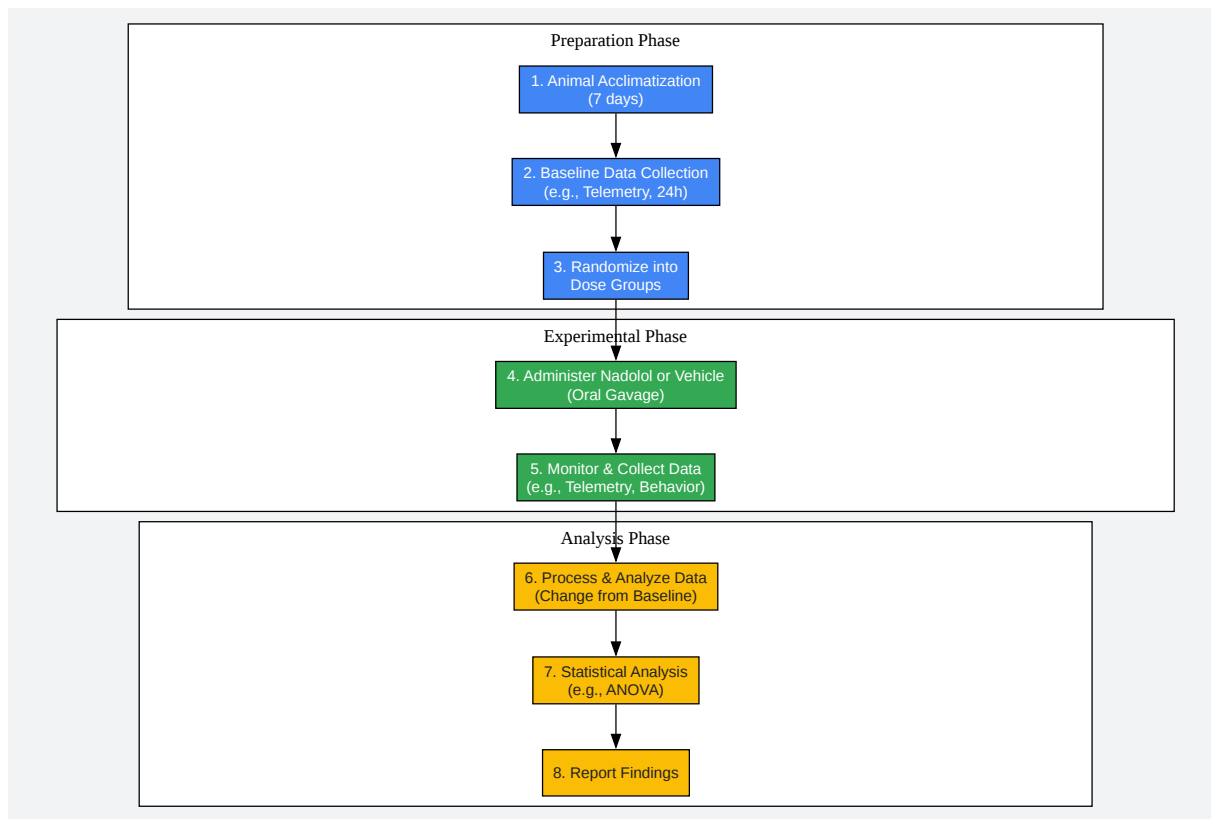 Preparation Phase
1. Animal Acclimatization
(7 days)
2. Baseline Data Collection
(e.g., Telemetry, 24h)
3. Randomize into
Dose Groups
Experimental Phase
4. Administer Nadolol or Vehicle
(Oral Gavage)
5. Monitor & Collect Data
(e.g., Telemetry, Behavior)
Analysis Phase
6. Process & Analyze Data
(Change from Baseline)
7. Statistical Analysis
(e.g., ANOVA)
8. Report Findings